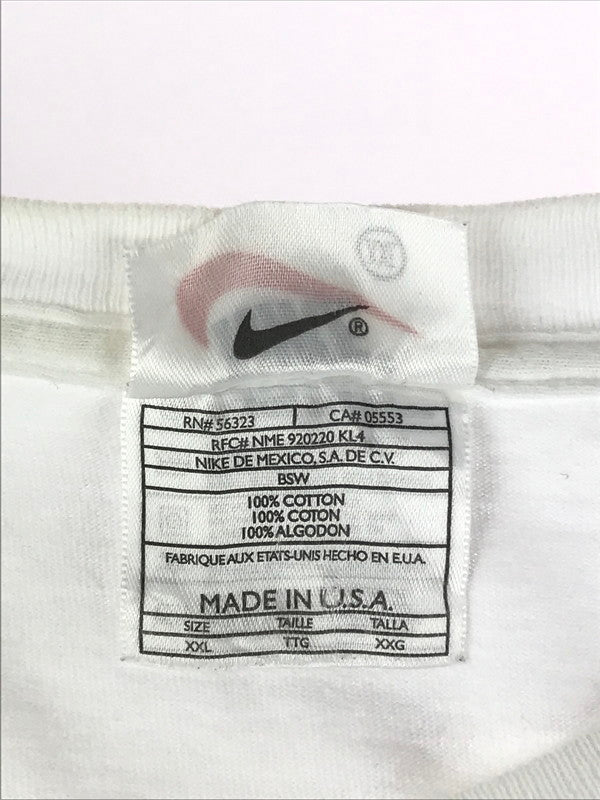 ®
RN# 56323 CA# 05553
RFC# NME 920220 KL4
NIKE DE MEXICO, S.A. DE C.V.
BSW
100% COTTON
100% COTON
100% ALGODON
FABRIQUE AUX ETATS-UNIS HECHO EN E.U.A.
MADE IN U.S.A.
SIZE TAILLE TALLA
XXL TTG XXG